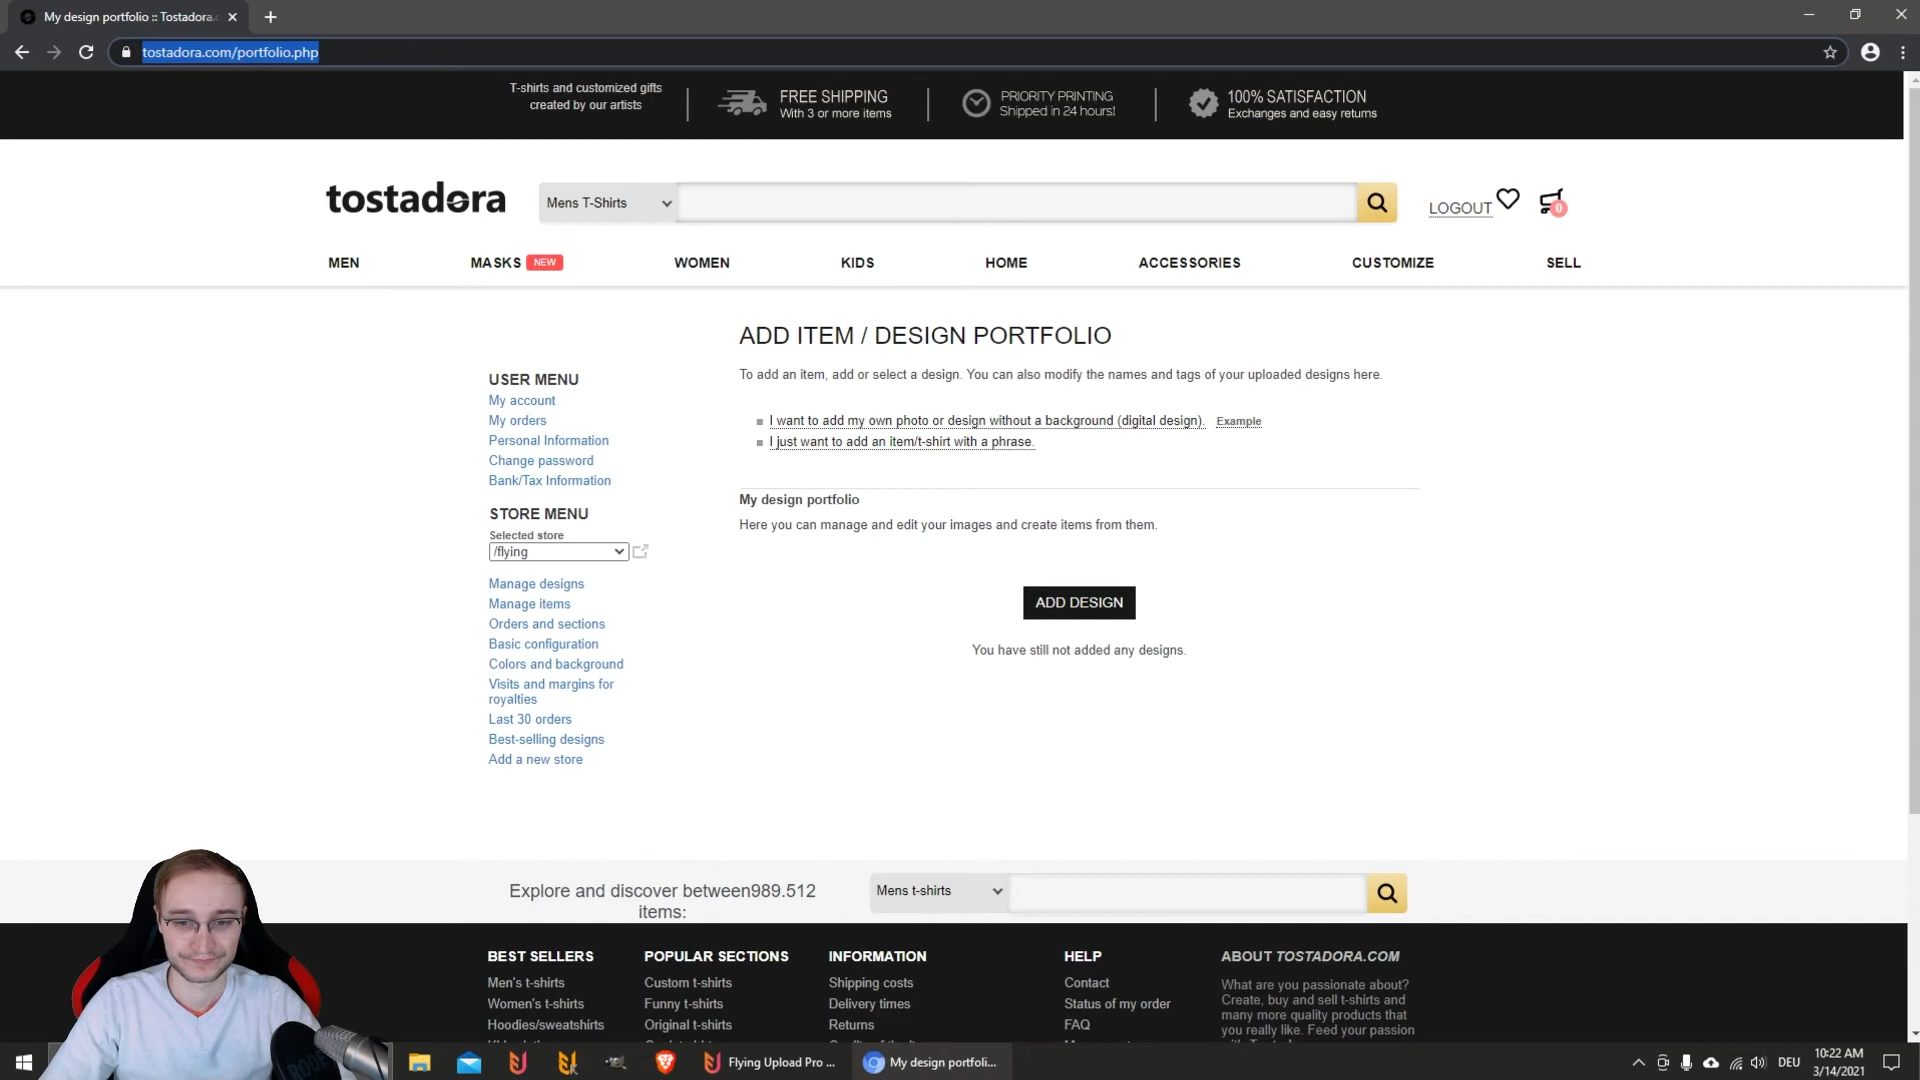 My design portfolio :: Tostadora.
tostadora.com/portfolio.php
T-shirts and customized gifts
created by our artists
FREE SHIPPING
With 3 or more items
PRIORITY PRINTING
Shipped in 24 hours!
100% SATISFACTION
Exchanges and easy returns
tostadora
Mens T-Shirts
LOGOUT
0
MEN MASKS NEW WOMEN KIDS HOME ACCESSORIES CUSTOMIZE SELL
ADD ITEM / DESIGN PORTFOLIO
To add an item, add or select a design. You can also modify the names and tags of your uploaded designs here.
I want to add my own photo or design without a background (digital design). Example
I just want to add an item/t-shirt with a phrase.
My design portfolio
Here you can manage and edit your images and create items from them.
ADD DESIGN
You have still not added any designs.
USER MENU
My account
My orders
Personal Information
Change password
Bank/Tax Information
STORE MENU
Selected store
/flying
Manage designs
Manage items
Orders and sections
Basic configuration
Colors and background
Visits and margins for
royalties
Last 30 orders
Best-selling designs
Add a new store
Explore and discover between989.512
items:
Mens t-shirts
BEST SELLERS
Men's t-shirts
Women's t-shirts
Hoodies/sweatshirts
POPULAR SECTIONS
Custom t-shirts
Funny t-shirts
Original t-shirts
INFORMATION
Shipping costs
Delivery times
Returns
HELP
Contact
Status of my order
FAQ
ABOUT TOSTADORA.COM
What are you passionate about?
Create, buy and sell t-shirts and
many more quality products that
you really like. Feed your passion
RODE
Flying Upload Pro ...
My design portfoli...
DEU
10:22 AM
3/14/2021